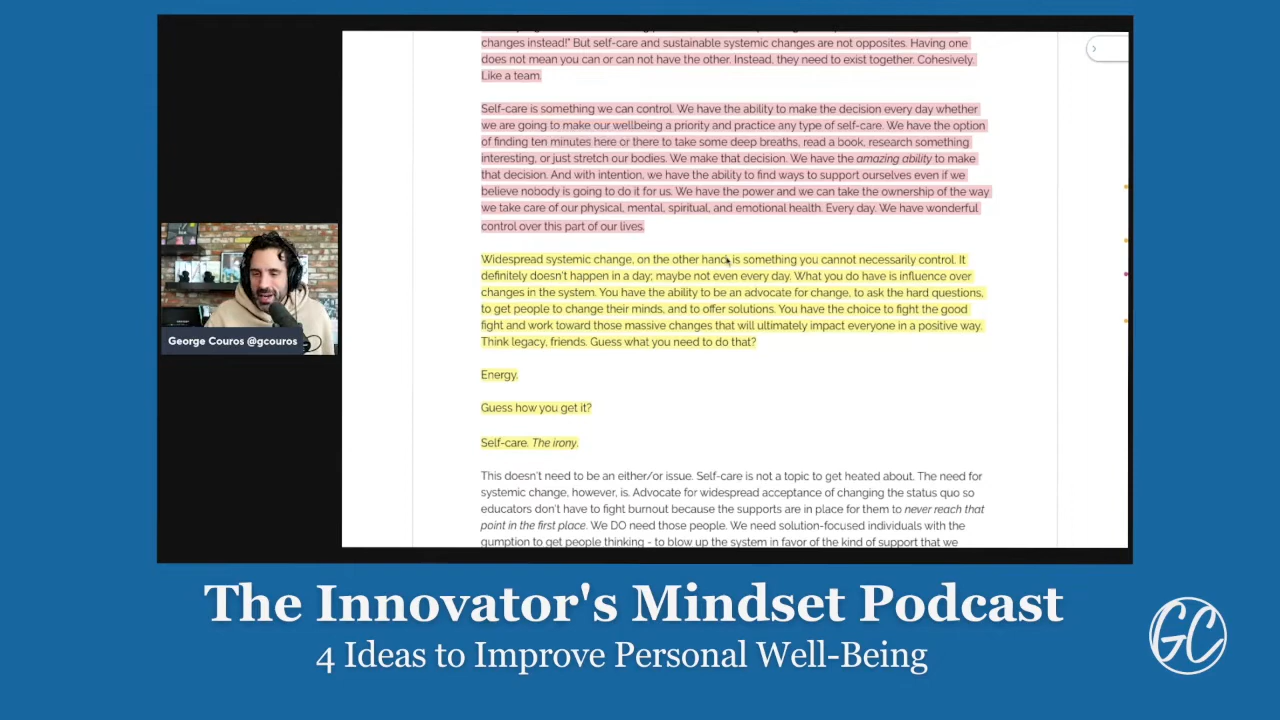 changes instead!" But self-care and sustainable systemic changes are not opposites. Having one
does not mean you can or can not have the other. Instead, they need to exist together. Cohesively.
Like a team.
Self-care is something we can control. We have the ability to make the decision every day whether
we are going to make our wellbeing a priority and practice any type of self-care. We have the option
of finding ten minutes here or there to take some deep breaths, read a book, research something
interesting, or just stretch our bodies. We make that decision. We have the amazing ability to make
that decision. And with intention, we have the ability to find ways to support ourselves even if we
believe nobody is going to do it for us. We have the power and we can take the ownership of the way
we take care of our physical, mental, spiritual, and emotional health. Every day. We have wonderful
control over this part of our lives.
Widespread systemic change, on the other hand, is something you cannot necessarily control. It
definitely doesn't happen in a day; maybe not even every day. What you do have is influence over
changes in the system. You have the ability to be an advocate for change, to ask the hard questions,
to get people to change their minds, and to offer solutions. You have the choice to fight the good
fight and work toward those massive changes that will ultimately impact everyone in a positive way.
Think legacy, friends. Guess what you need to do that?
Energy.
Guess how you get it?
Self-care. The irony.
This doesn't need to be an either/or issue. Self-care is not a topic to get heated about. The need for
systemic change, however, is. Advocate for widespread acceptance of changing the status quo so
educators don't have to fight burnout because the supports are in place for them to never reach that
point in the first place. We DO need those people. We need solution-focused individuals with the
gumption to get people thinking - to blow up the system in favor of the kind of support that we
George Couros @gcouros
The Innovator's Mindset Podcast
4 Ideas to Improve Personal Well-Being
GC